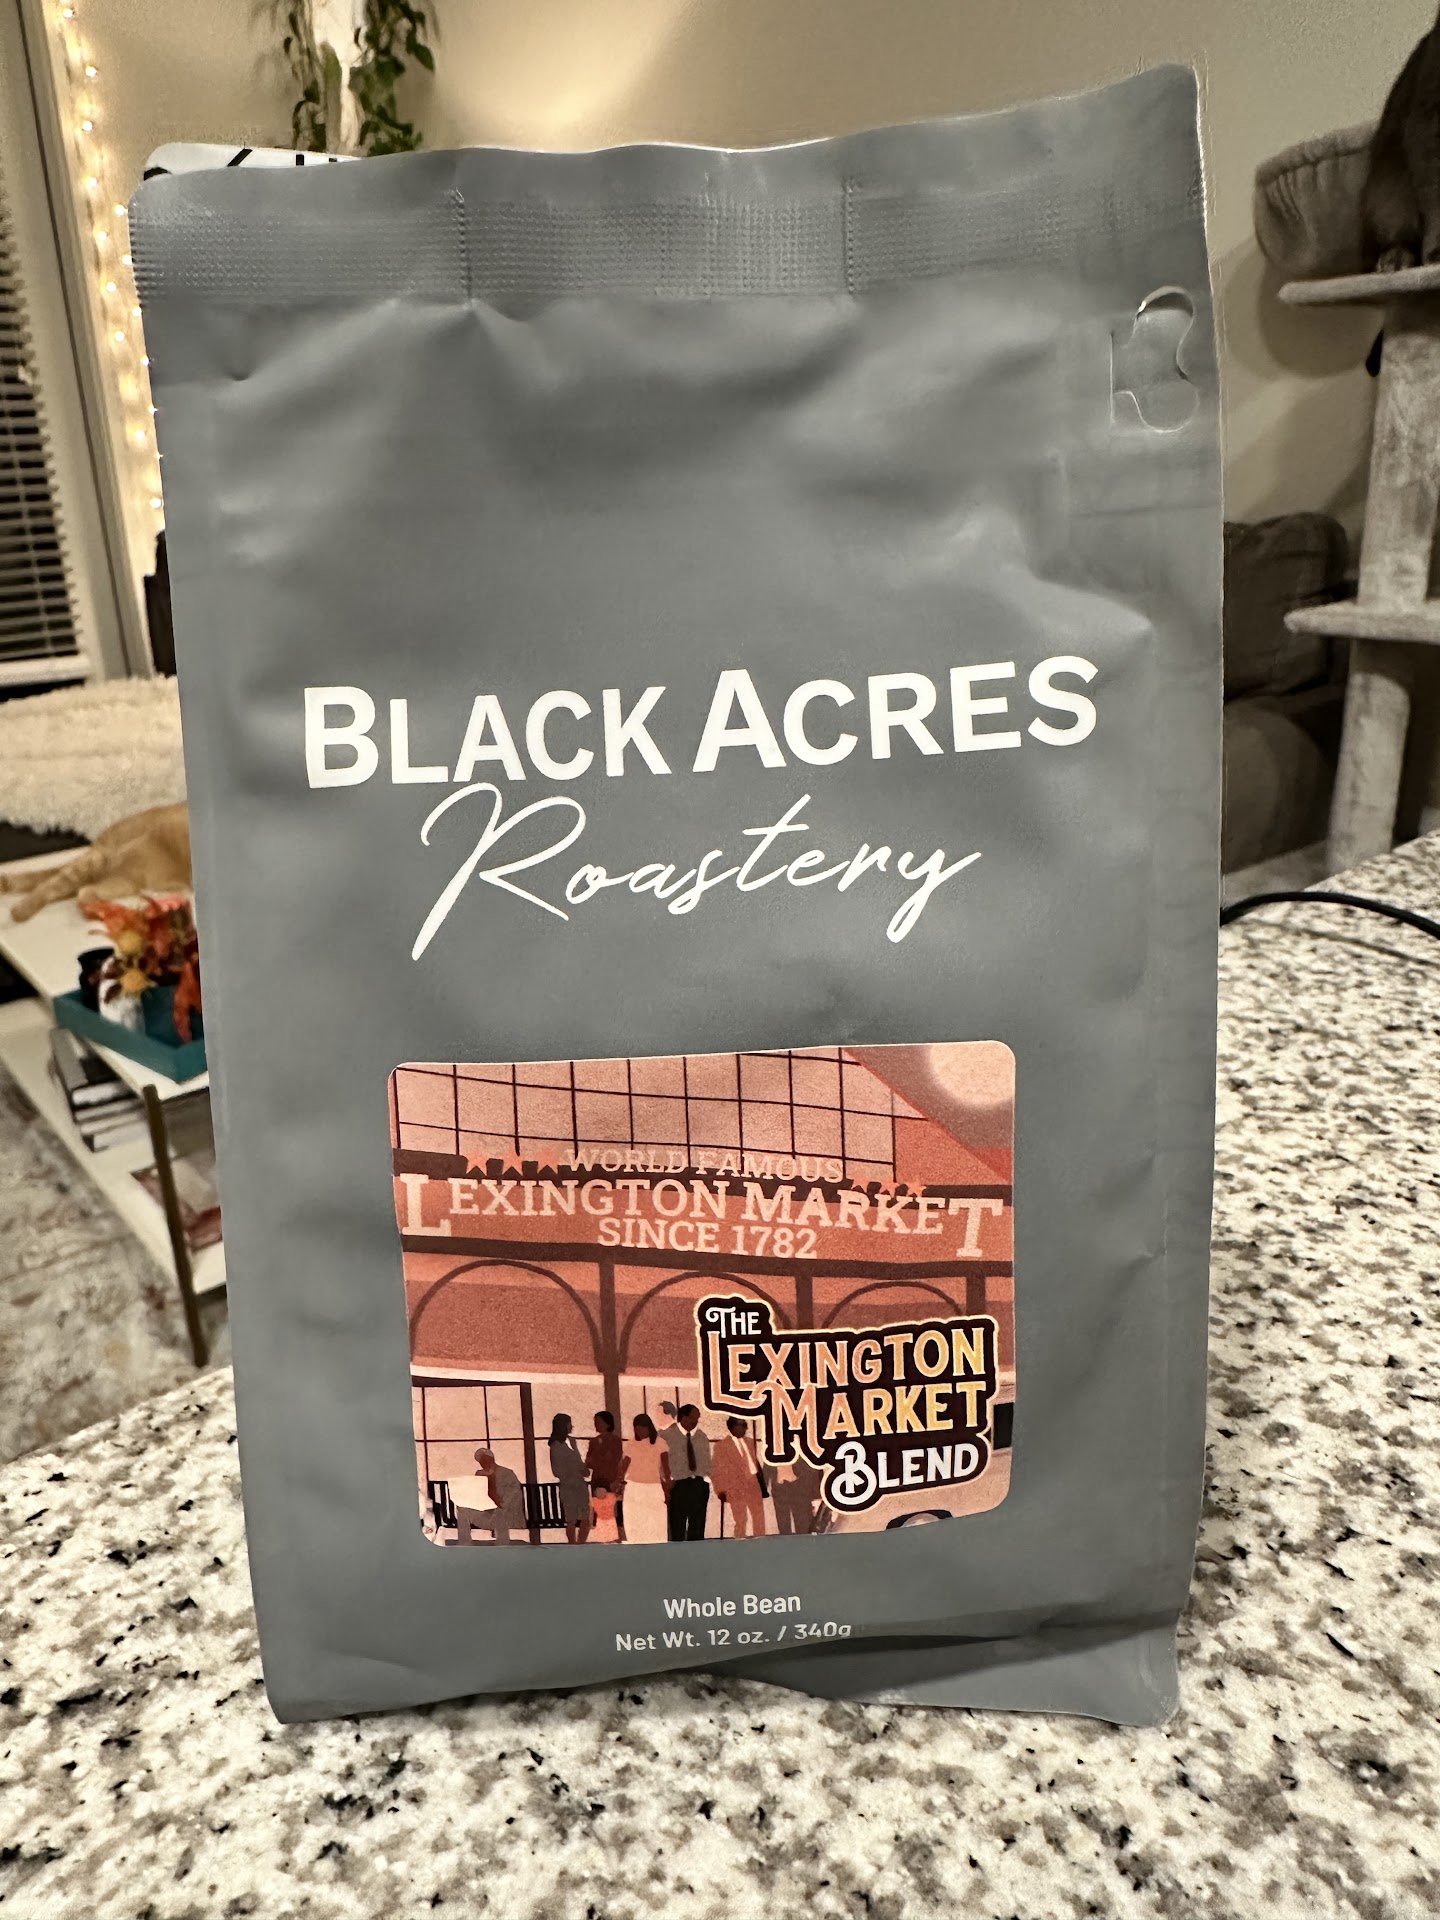 BLACK ACRES
Roastery
WORLD FAMOUS
LEXINGTON MARKET
SINCE 1782
THE
LEXINGTON
MARKET
BLEND
Whole Bean
Net Wt. 12 oz. / 340g